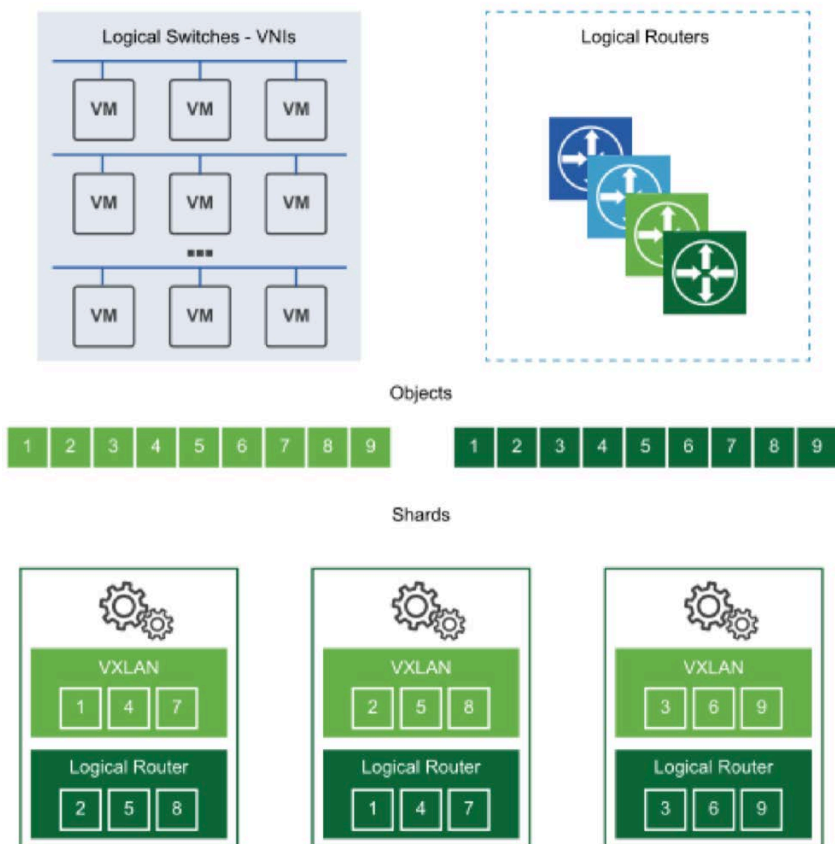 Logical Switches - VNIs
Logical Routers
VM VM VM
VM VM VM
VM VM VM
Objects
1 2 3 4 5 6 7 8 9 1 2 3 4 5 6 7 8 9
Shards
VXLAN VXLAN VXLAN
1 4 7 2 5 8 3 6 9
Logical Router Logical Router Logical Router
2 5 8 1 4 7 3 6 9